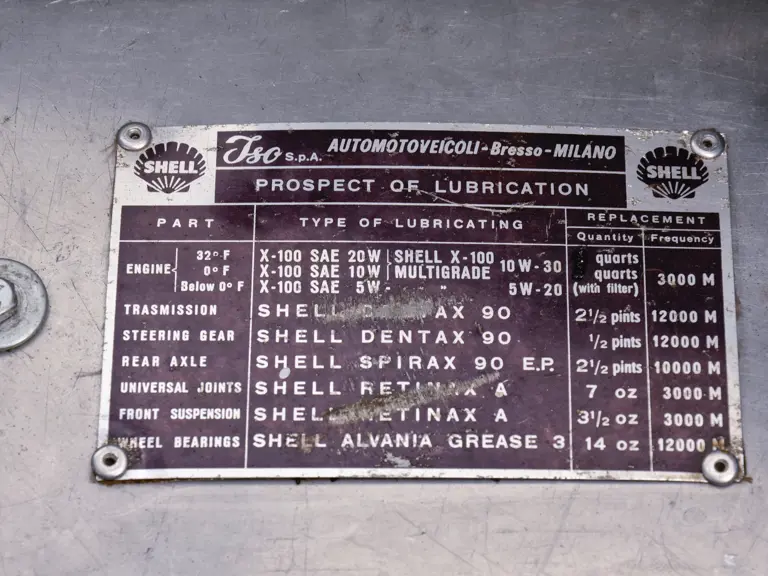 SHELL
Iso S.p.A. AUTOMOTOVEICOLI-Bresso-MILANO
SHELL
PROSPECT OF LUBRICATION
PART TYPE OF LUBRICATING REPLACEMENT
Quantity Frequency
ENGINE 32° F X-100 SAE 20W SHELL X-100 quarts
0° F X-100 SAE 10W MULTIGRADE 10W-30 quarts 3000 M
Below 0° F X-100 SAE 5W - " 5W-20 (with filter)
TRASMISSION SHELL 90 2 1/2 pints 12000 M
STEERING GEAR SHELL DENTAX 90 1/2 pints 12000 M
REAR AXLE SHELL SPIRAX 90 E.P. 2 1/2 pints 10000 M
UNIVERSAL JOINTS SHELL RETINAX A 7 oz 3000 M
FRONT SUSPENSION SHELL RETINAX A 3 1/2 oz 3000 M
WHEEL BEARINGS SHELL ALVANIA GREASE 3 14 oz 12000 M